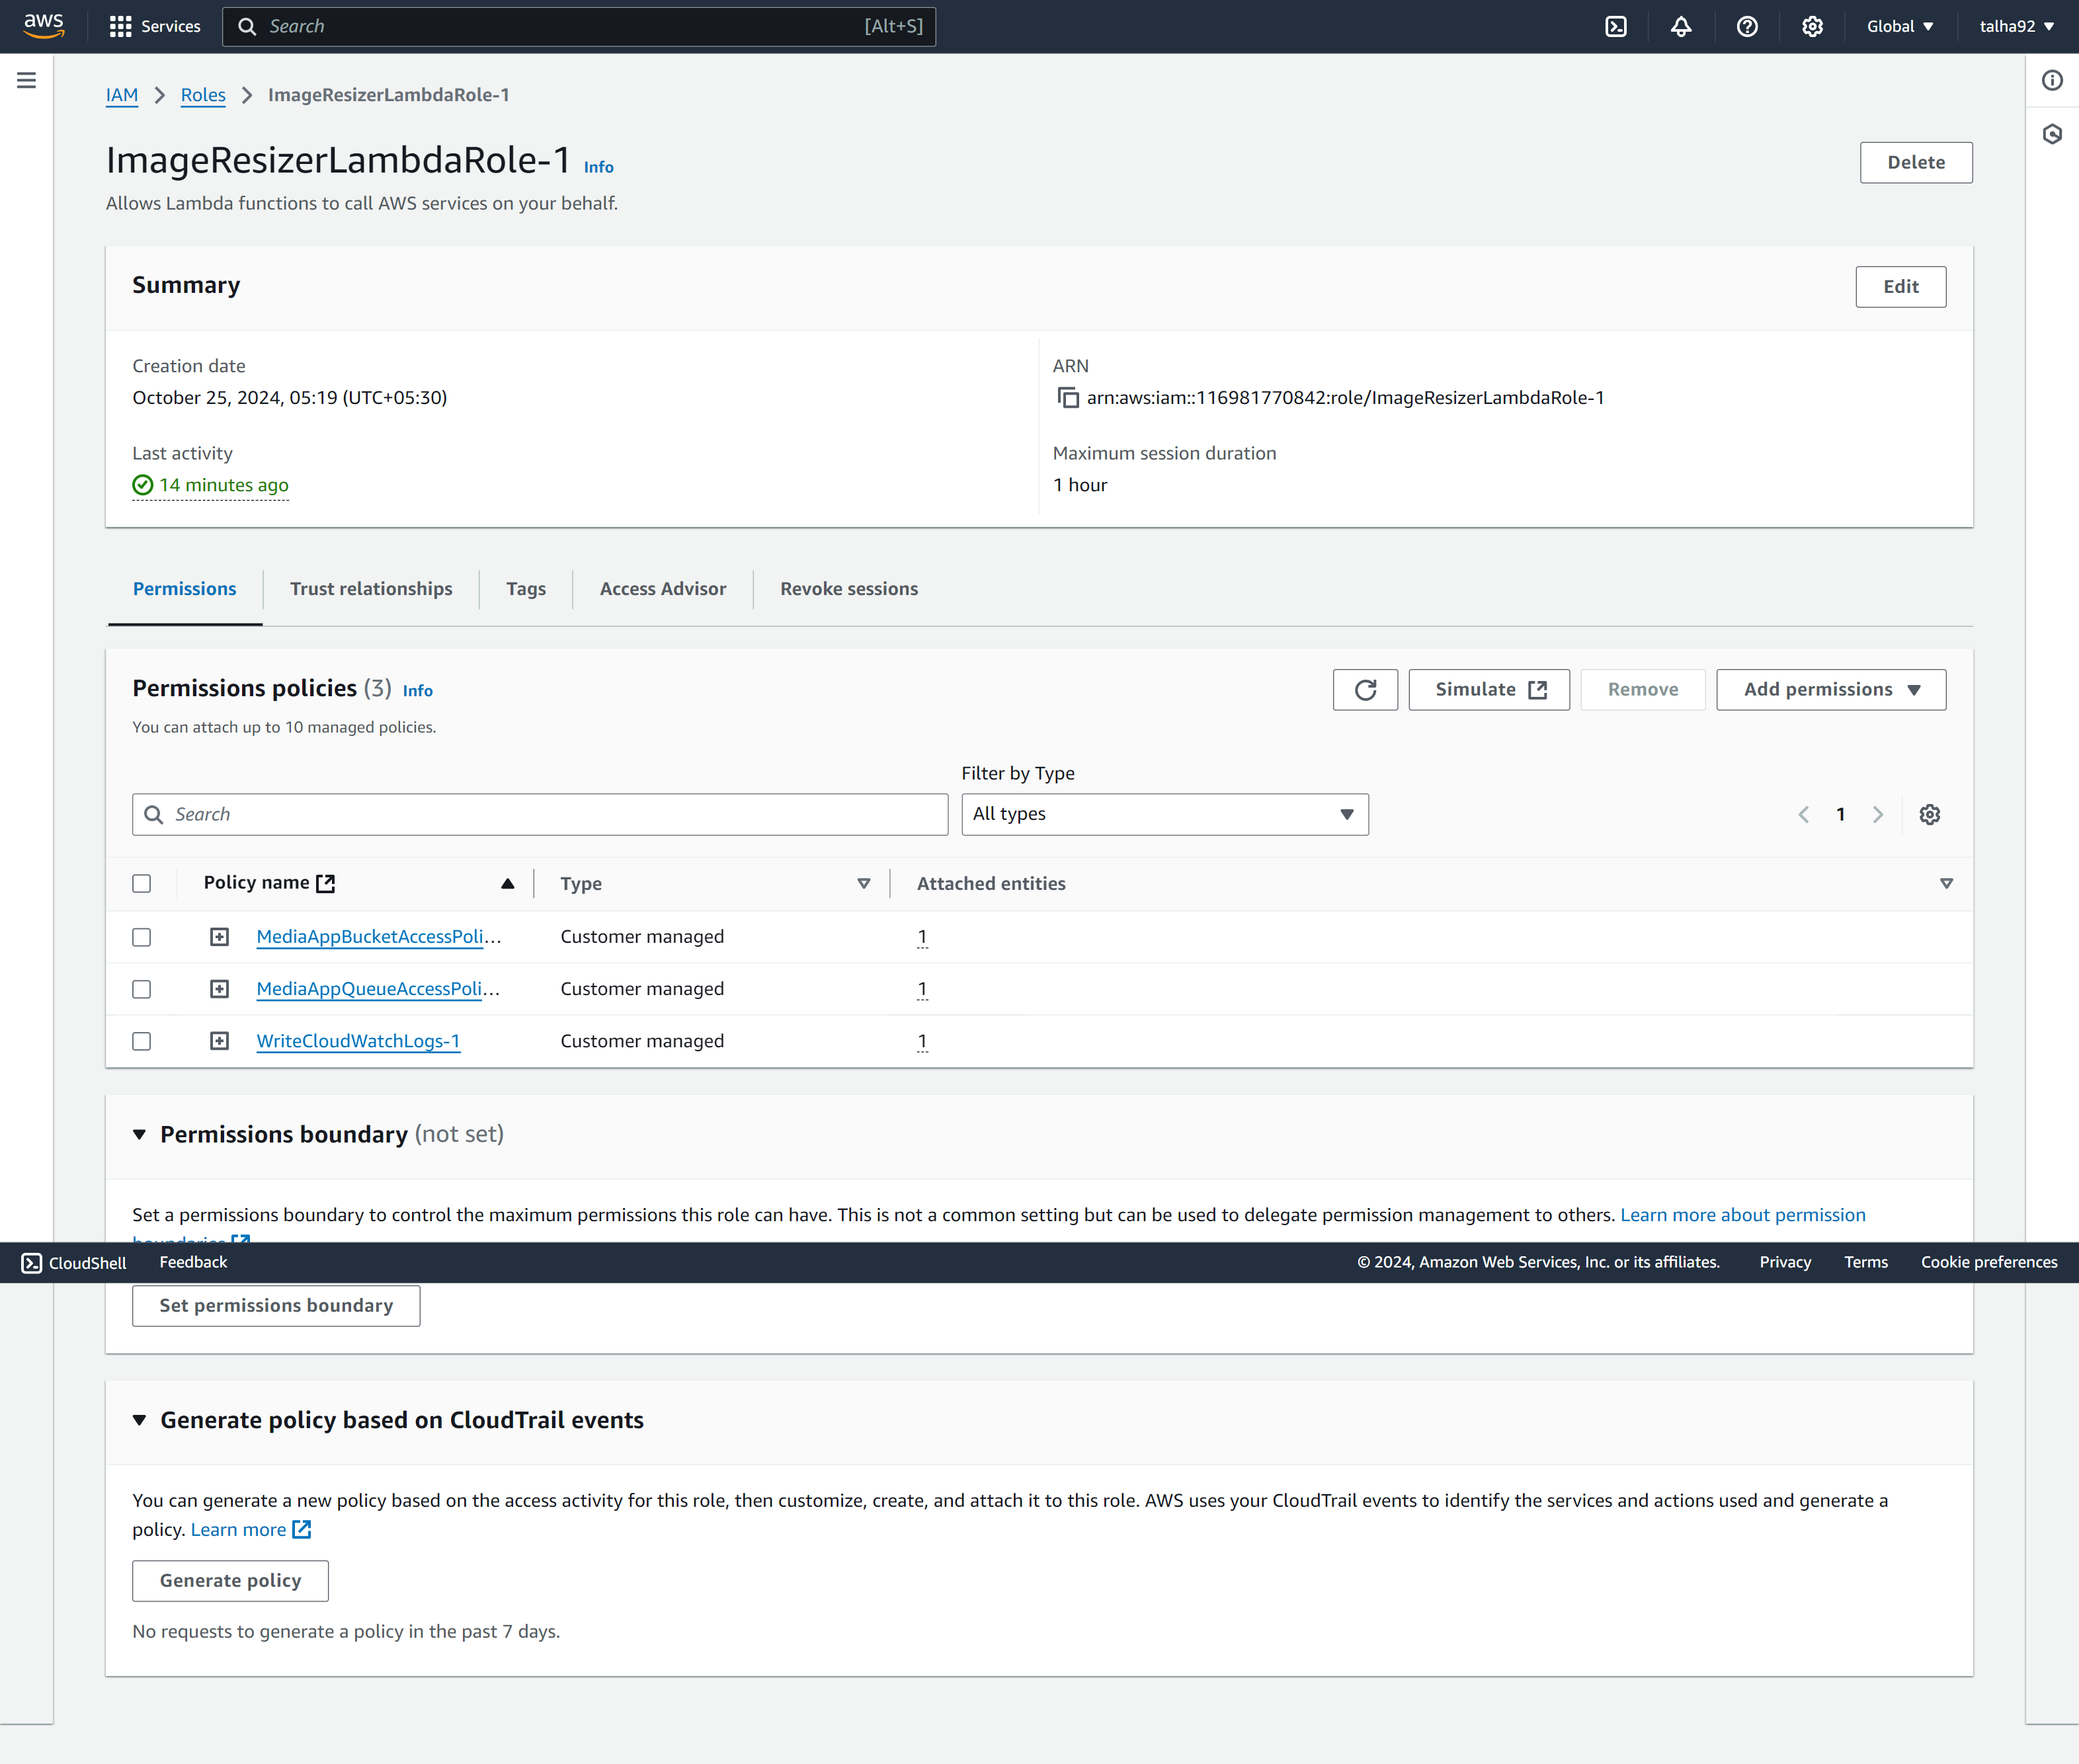 aws
Services
Search [Alt+S]
Global
talha92
IAM > Roles > ImageResizerLambdaRole-1
ImageResizerLambdaRole-1 Info
Delete
Allows Lambda functions to call AWS services on your behalf.
Summary
Edit
Creation date
October 25, 2024, 05:19 (UTC+05:30)
ARN
arn:aws:iam::116981770842:role/ImageResizerLambdaRole-1
Last activity
14 minutes ago
Maximum session duration
1 hour
Permissions
Trust relationships
Tags
Access Advisor
Revoke sessions
Permissions policies (3) Info
Simulate
Remove
Add permissions
You can attach up to 10 managed policies.
Filter by Type
Search
All types
1
Policy name
Type
Attached entities
MediaAppBucketAccessPoli... Customer managed 1
MediaAppQueueAccessPoli... Customer managed 1
WriteCloudWatchLogs-1 Customer managed 1
Permissions boundary (not set)
Set a permissions boundary to control the maximum permissions this role can have. This is not a common setting but can be used to delegate permission management to others. Learn more about permission
CloudShell
Feedback
© 2024, Amazon Web Services, Inc. or its affiliates.
Privacy
Terms
Cookie preferences
Set permissions boundary
Generate policy based on CloudTrail events
You can generate a new policy based on the access activity for this role, then customize, create, and attach it to this role. AWS uses your CloudTrail events to identify the services and actions used and generate a
policy. Learn more
Generate policy
No requests to generate a policy in the past 7 days.